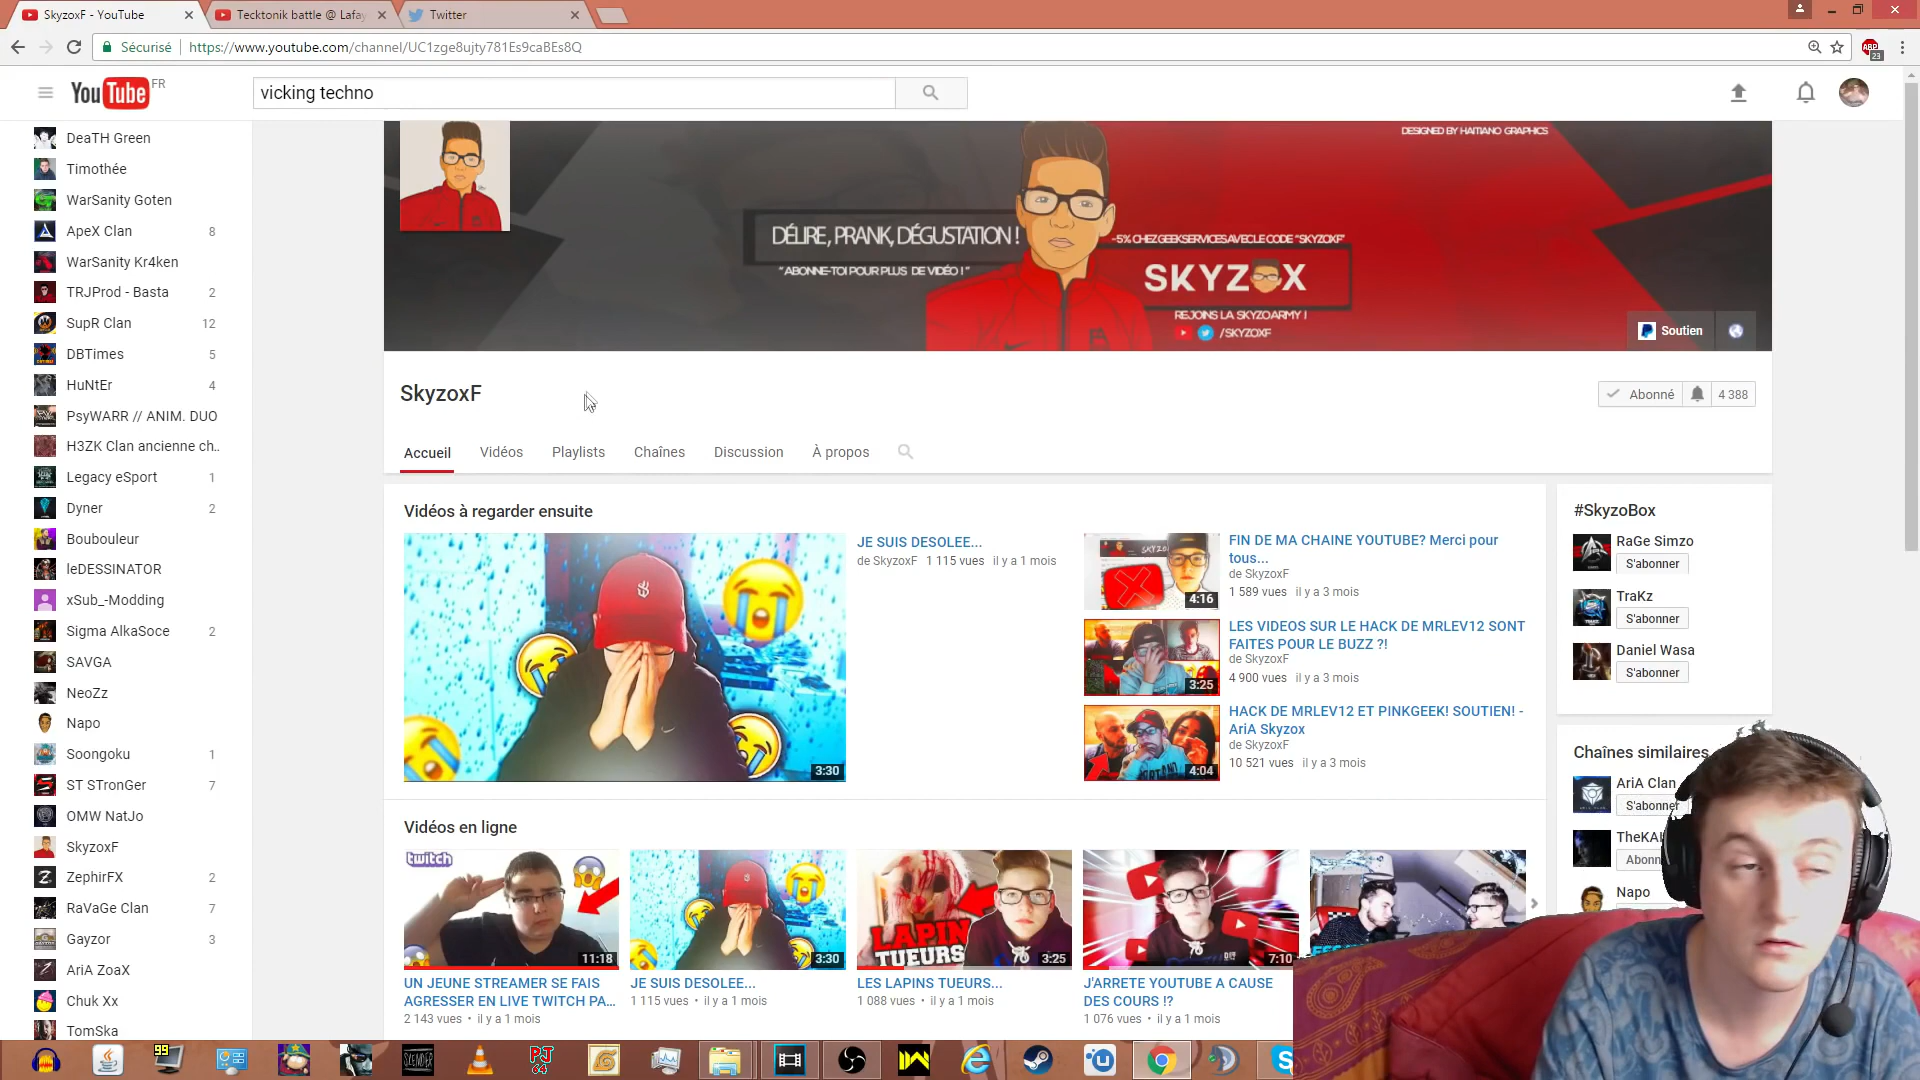 SkyzoxF - YouTube
Tecktonik battle @ Lafay
Twitter
Sécurisé
https://www.youtube.com/channel/UC1zge8ujty781Es9caBEs8Q
ABP
23
YouTube FR
vicking techno
DeaTH Green
Timothée
WarSanity Goten
ApeX Clan 8
WarSanity Kr4ken
TRJProd - Basta 2
SupR Clan 12
DBTimes 5
HuNtEr 4
PsyWARR // ANIM. DUO
H3ZK Clan ancienne ch..
Legacy eSport 1
Dyner 2
Boubouleur
leDESSINATOR
xSub_-Modding
Sigma AlkaSoce 2
SAVGA
NeoZz
Napo
Soongoku 1
ST STronGer 7
OMW NatJo
SkyzoxF
ZephirFX 2
RaVaGe Clan 7
Gayzor 3
AriA ZoaX
Chuk Xx
TomSka
DESIGNED BY HAITIANO GRAPHICS
DÉLIRE, PRANK, DÉGUSTATION !
" ABONNE-TOI POUR PLUS DE VIDÉO ! "
-5% CHEZ GEEKSERVICES AVEC LE CODE "SKYZOXF"
SKYZOX
REJOINS LA SKYZOARMY !
/SKYZOXF
Soutien
SkyzoxF
Abonné
4 388
Accueil
Vidéos
Playlists
Chaînes
Discussion
À propos
Vidéos à regarder ensuite
3:30
JE SUIS DESOLEE...
de SkyzoxF 1 115 vues il y a 1 mois
4:16
FIN DE MA CHAINE YOUTUBE? Merci pour
tous...
de SkyzoxF
1 589 vues il y a 3 mois
3:25
LES VIDEOS SUR LE HACK DE MRLEV12 SONT
FAITES POUR LE BUZZ ?!
de SkyzoxF
4 900 vues il y a 3 mois
4:04
HACK DE MRLEV12 ET PINKGEEK! SOUTIEN! -
AriA Skyzox
de SkyzoxF
10 521 vues il y a 3 mois
#SkyzoBox
RaGe Simzo
S'abonner
TraKz
S'abonner
Daniel Wasa
S'abonner
Chaînes similaires
AriA Clan
S'abonner
TheKAI
Abonn
Napo
Vidéos en ligne
twitch
11:18
UN JEUNE STREAMER SE FAIS
AGRESSER EN LIVE TWITCH PA...
2 143 vues • il y a 1 mois
3:30
JE SUIS DESOLEE...
1 115 vues • il y a 1 mois
LAPIN
TUEURS
3:25
LES LAPINS TUEURS...
1 088 vues • il y a 1 mois
7:10
J'ARRETE YOUTUBE A CAUSE
DES COURS !?
1 076 vues • il y a 1 mois
99
SLENDER
PJ
64